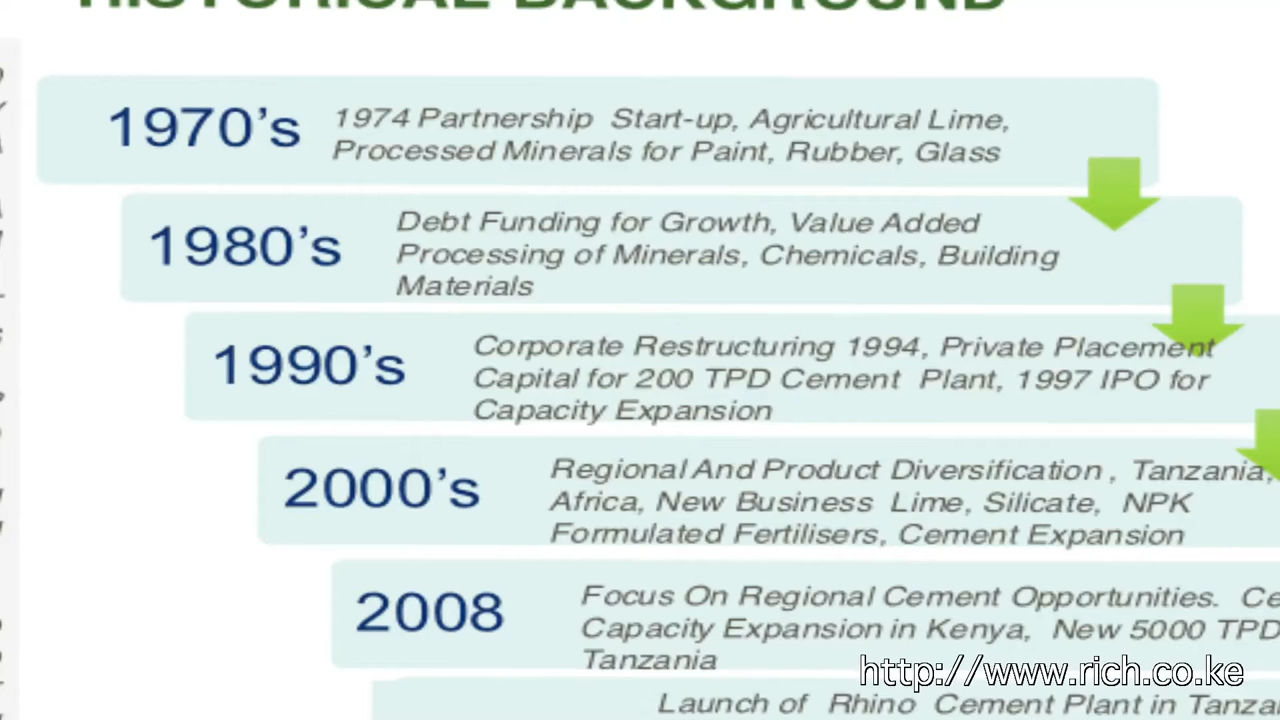 HISTORICAL BACKGROUND
1970's
1974 Partnership Start-up, Agricultural Lime,
Processed Minerals for Paint, Rubber, Glass
1980's
Debt Funding for Growth, Value Added
Processing of Minerals, Chemicals, Building
Materials
1990's
Corporate Restructuring 1994, Private Placement
Capital for 200 TPD Cement Plant, 1997 IPO for
Capacity Expansion
2000's
Regional And Product Diversification , Tanzania,
Africa, New Business Lime, Silicate, NPK
Formulated Fertilisers, Cement Expansion
2008
Focus On Regional Cement Opportunities. Ce
Capacity Expansion in Kenya, New 5000 TPD
Tanzania
http://www.rich.co.ke
Launch of Rhino Cement Plant in Tanza